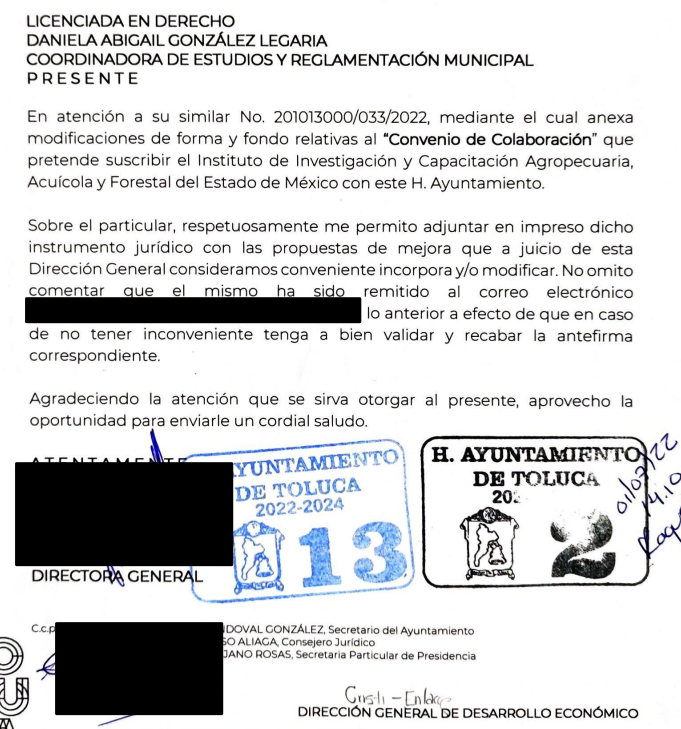 LICENCIADA EN DERECHO
DANIELA ABIGAIL GONZÁLEZ LEGARIA
COORDINADORA DE ESTUDIOS Y REGLAMENTACIÓN MUNICIPAL
P R E S E N T E
En atención a su similar No. 201013000/033/2022, mediante el cual anexa
modificaciones de forma y fondo relativas al "Convenio de Colaboración" que
pretende suscribir el Instituto de Investigación y Capacitación Agropecuaria,
Acuícola y Forestal del Estado de México con este H. Ayuntamiento.
Sobre el particular, respetuosamente me permito adjuntar en impreso dicho
instrumento jurídico con las propuestas de mejora que a juicio de esta
Dirección General consideramos conveniente incorpora y/o modificar. No omito
comentar que el mismo ha sido remitido al correo electrónico
lo anterior a efecto de que en caso
de no tener inconveniente tenga a bien validar y recabar la antefirma
correspondiente.
Agradeciendo la atención que se sirva otorgar al presente, aprovecho la
oportunidad para enviarle un cordial saludo.
A T E N T A M E N T E
YUNTAMIENTO
DE TOLUCA
2022-2024
13
H. AYUNTAMIENTO
DE TOLUCA
202
2
01/07/22
14:10
DIRECTORA GENERAL
C.c.p
NDOVAL GONZÁLEZ, Secretario del Ayuntamiento
SO ALIAGA, Consejero Jurídico
JANO ROSAS, Secretaria Particular de Presidencia
DIRECCIÓN GENERAL DE DESARROLLO ECONÓMICO